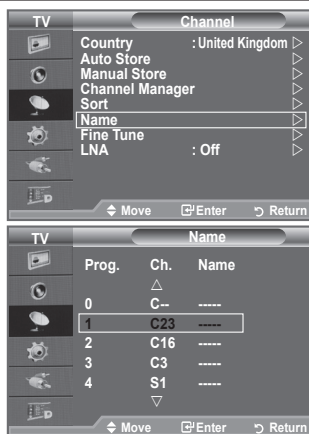 TV Channel
Country : United Kingdom ▷
Auto Store ▷
Manual Store ▷
Channel Manager ▷
Sort ▷
Name ▷
Fine Tune ▷
LNA : Off ▷
Move Enter Return
TV Name
Prog. Ch. Name
△
0 C-- -----
1 C23 -----
2 C16 -----
3 C3 -----
4 S1 -----
▽
Move Enter Return